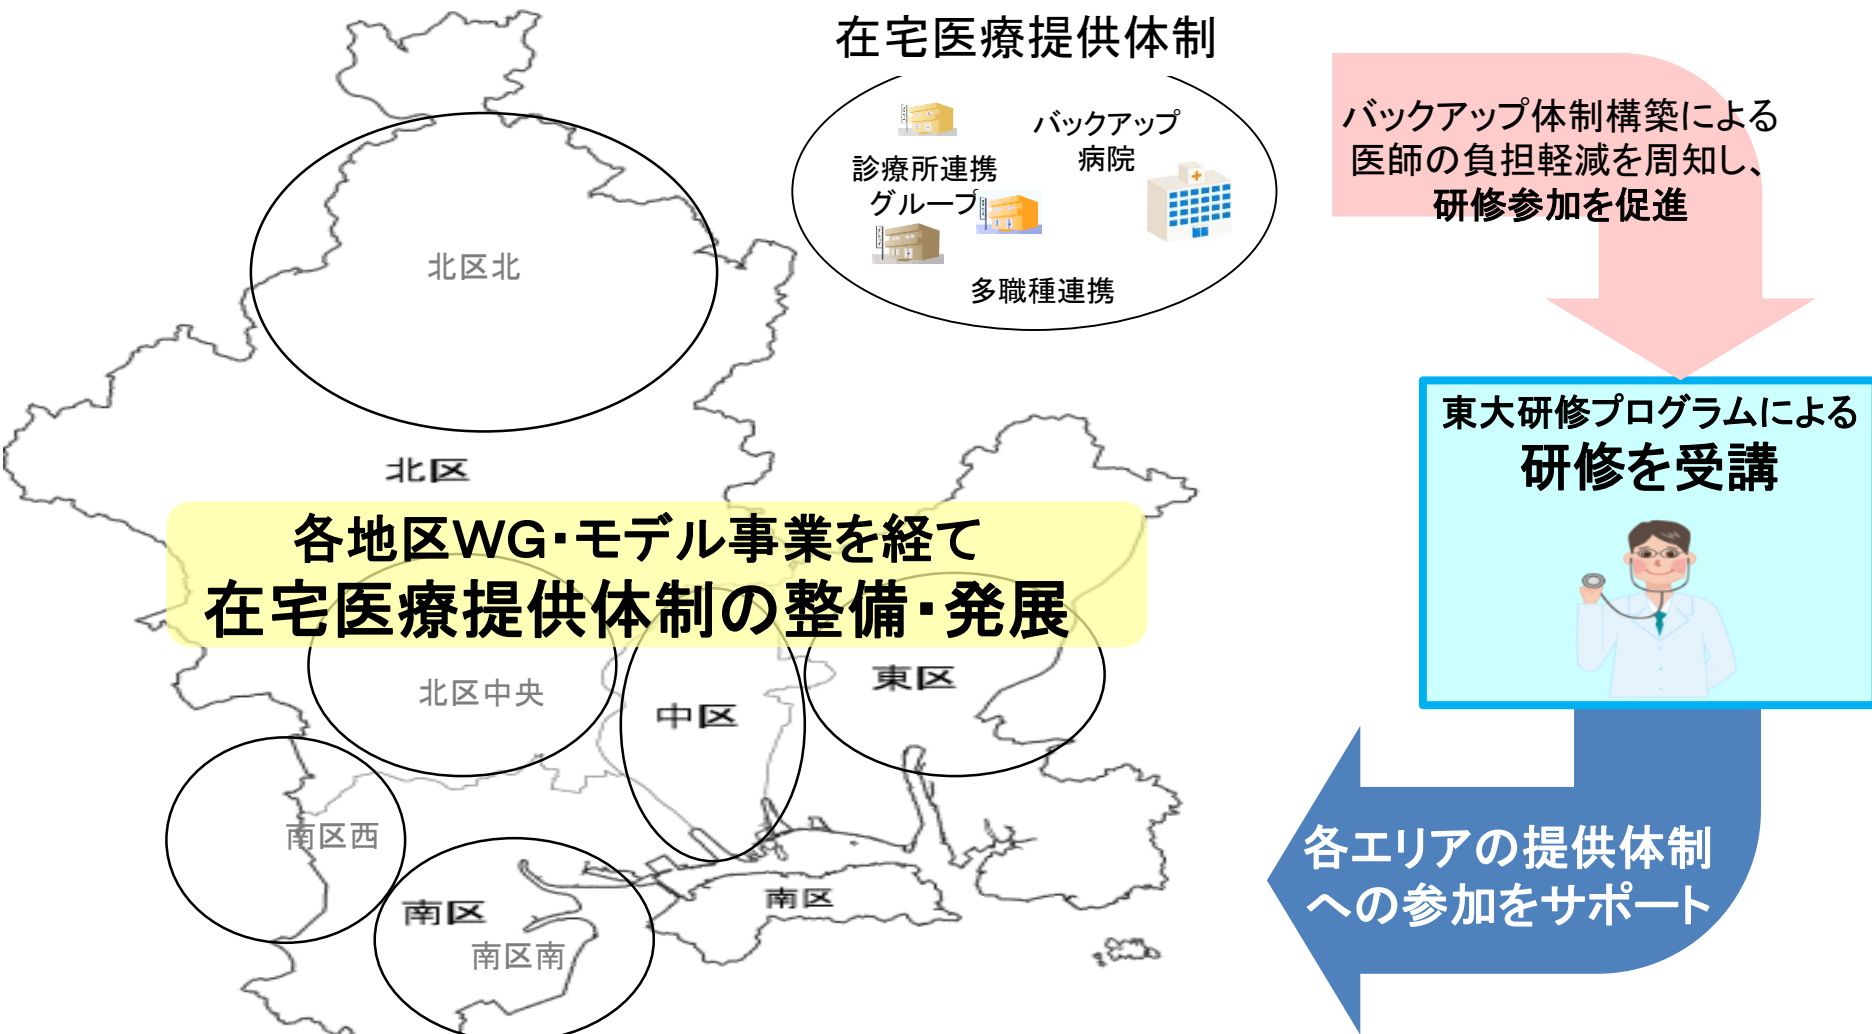 在宅医療提供体制
バックアップ
病院
診療所連携
グループ
多職種連携
バックアップ体制構築による
医師の負担軽減を周知し、
研修参加を促進
東大研修プログラムによる
研修を受講
各エリアの提供体制
への参加をサポート
北区北
北区
各地区WG・モデル事業を経て
在宅医療提供体制の整備・発展
北区中央
中区
東区
南区西
南区
南区南
南区